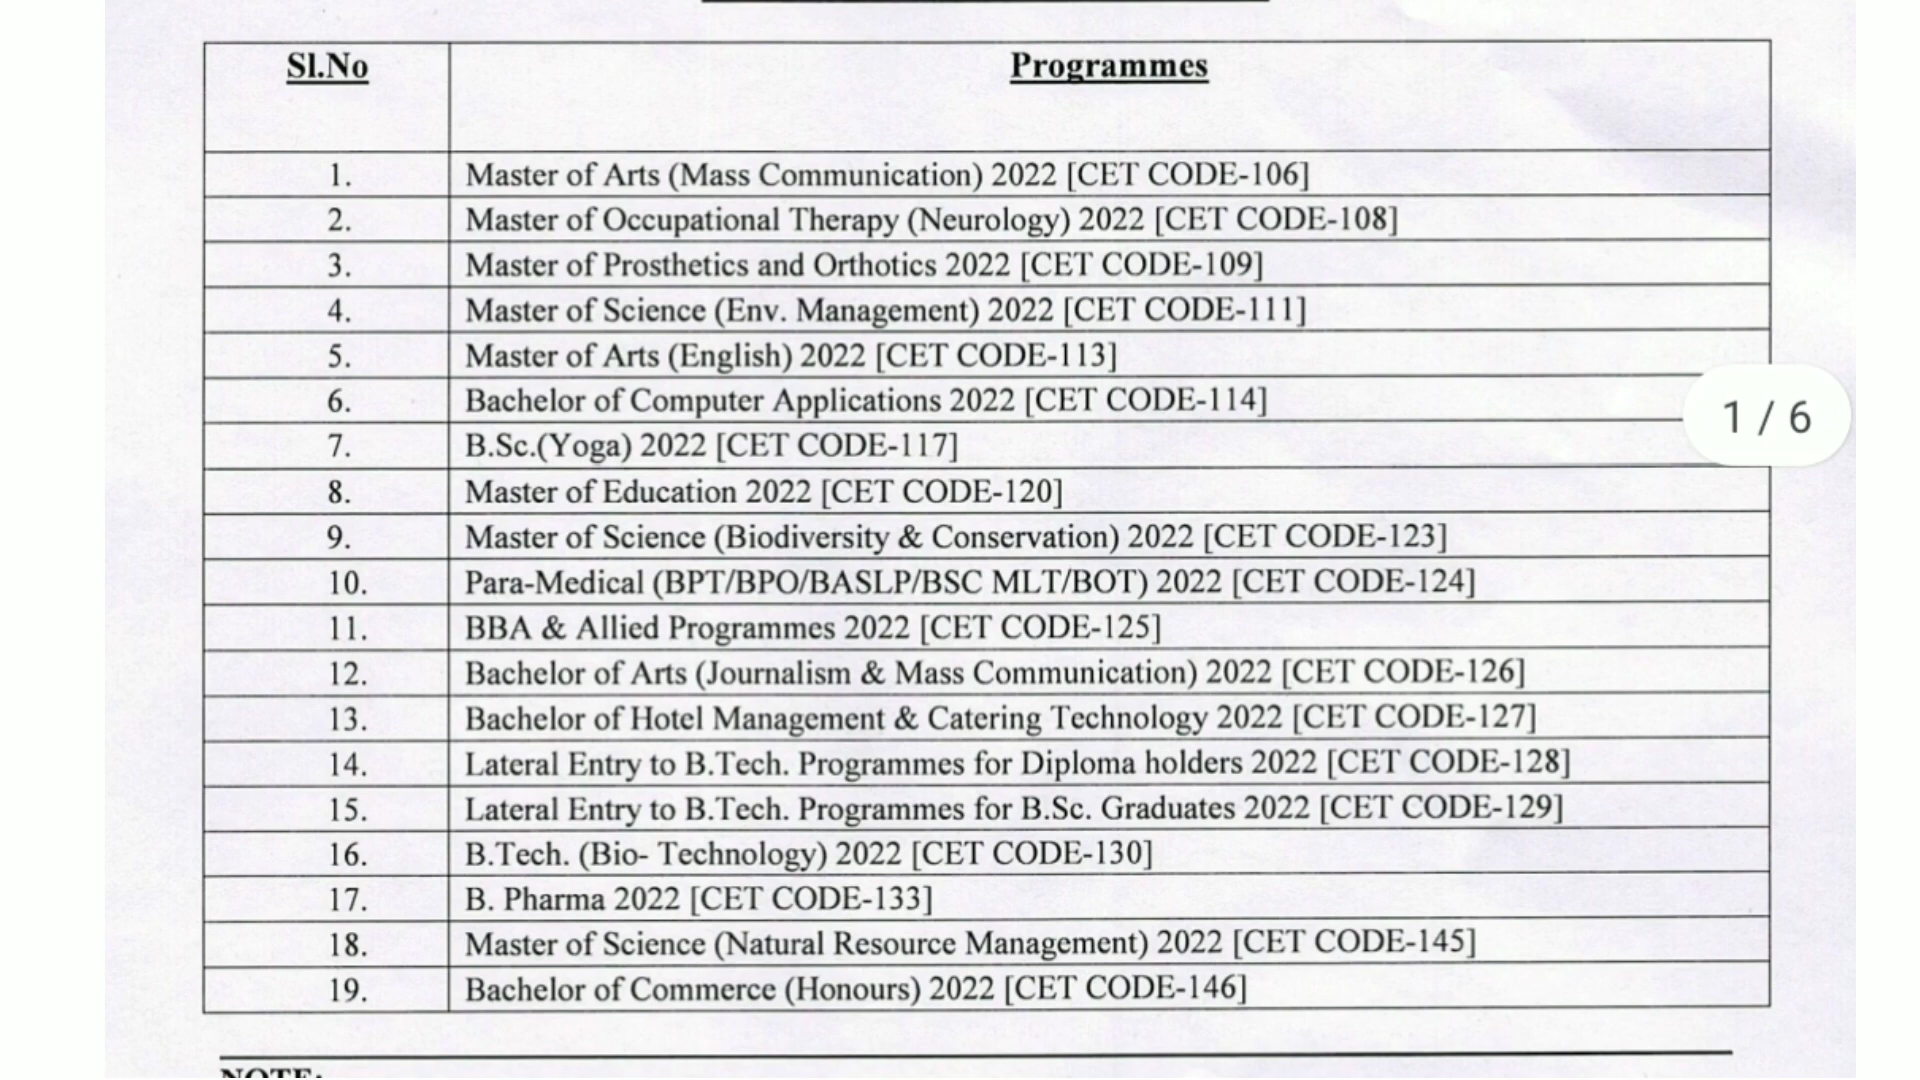 Sl.No Programmes
1. Master of Arts (Mass Communication) 2022 [CET CODE-106]
2. Master of Occupational Therapy (Neurology) 2022 [CET CODE-108]
3. Master of Prosthetics and Orthotics 2022 [CET CODE-109]
4. Master of Science (Env. Management) 2022 [CET CODE-111]
5. Master of Arts (English) 2022 [CET CODE-113]
6. Bachelor of Computer Applications 2022 [CET CODE-114]
1 / 6
7. B.Sc.(Yoga) 2022 [CET CODE-117]
8. Master of Education 2022 [CET CODE-120]
9. Master of Science (Biodiversity & Conservation) 2022 [CET CODE-123]
10. Para-Medical (BPT/BPO/BASLP/BSC MLT/BOT) 2022 [CET CODE-124]
11. BBA & Allied Programmes 2022 [CET CODE-125]
12. Bachelor of Arts (Journalism & Mass Communication) 2022 [CET CODE-126]
13. Bachelor of Hotel Management & Catering Technology 2022 [CET CODE-127]
14. Lateral Entry to B.Tech. Programmes for Diploma holders 2022 [CET CODE-128]
15. Lateral Entry to B.Tech. Programmes for B.Sc. Graduates 2022 [CET CODE-129]
16. B.Tech. (Bio- Technology) 2022 [CET CODE-130]
17. B. Pharma 2022 [CET CODE-133]
18. Master of Science (Natural Resource Management) 2022 [CET CODE-145]
19. Bachelor of Commerce (Honours) 2022 [CET CODE-146]
NOTE: